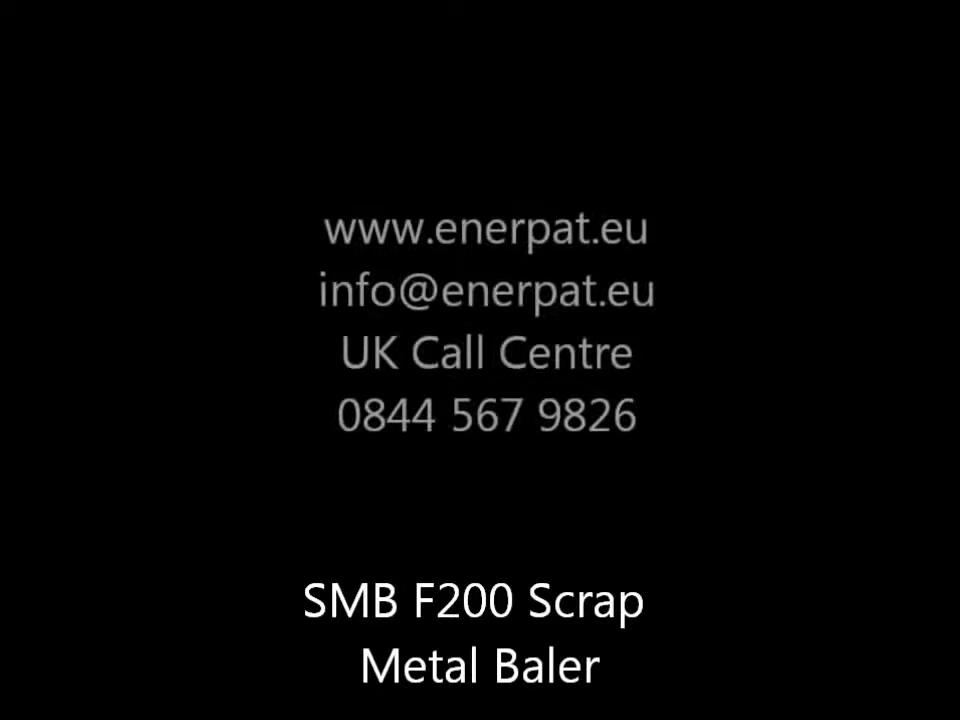 www.enerpat.eu
info@enerpat.eu
UK Call Centre
0844 567 9826
SMB F200 Scrap
Metal Baler